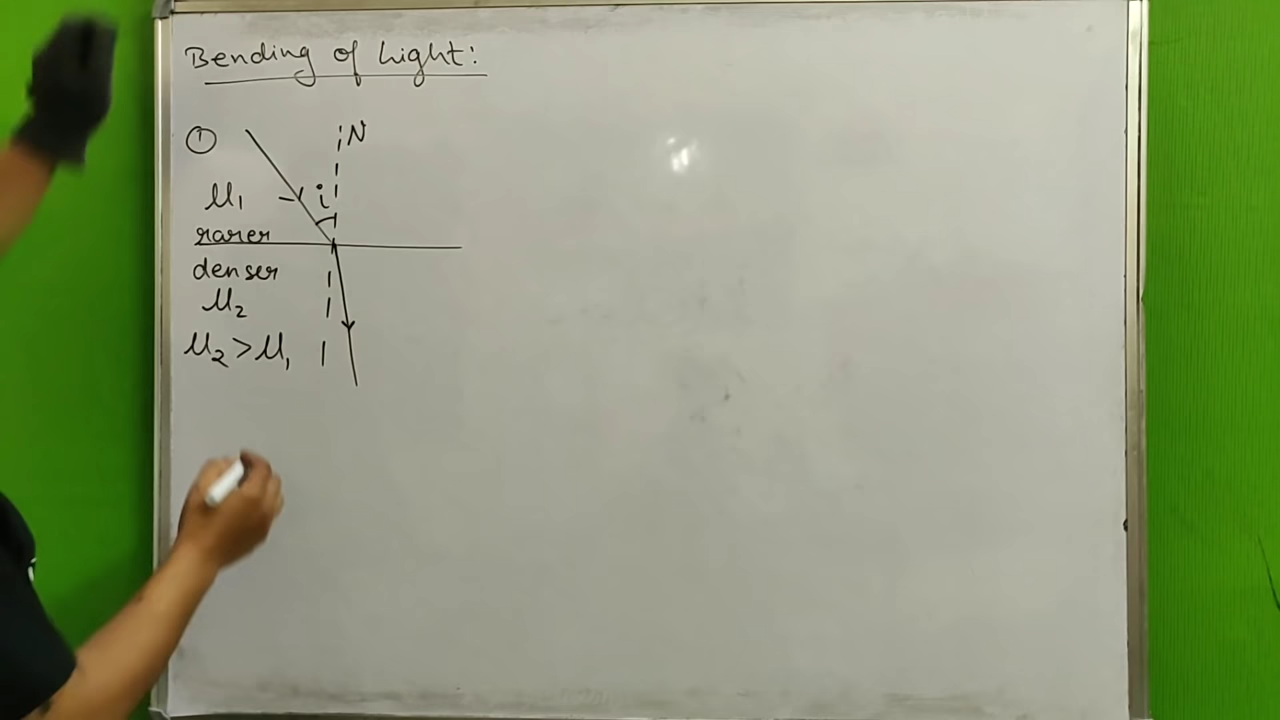 Bending of Light:
① N
μ₁ i
rarer
denser
μ₂
μ₂ > μ₁